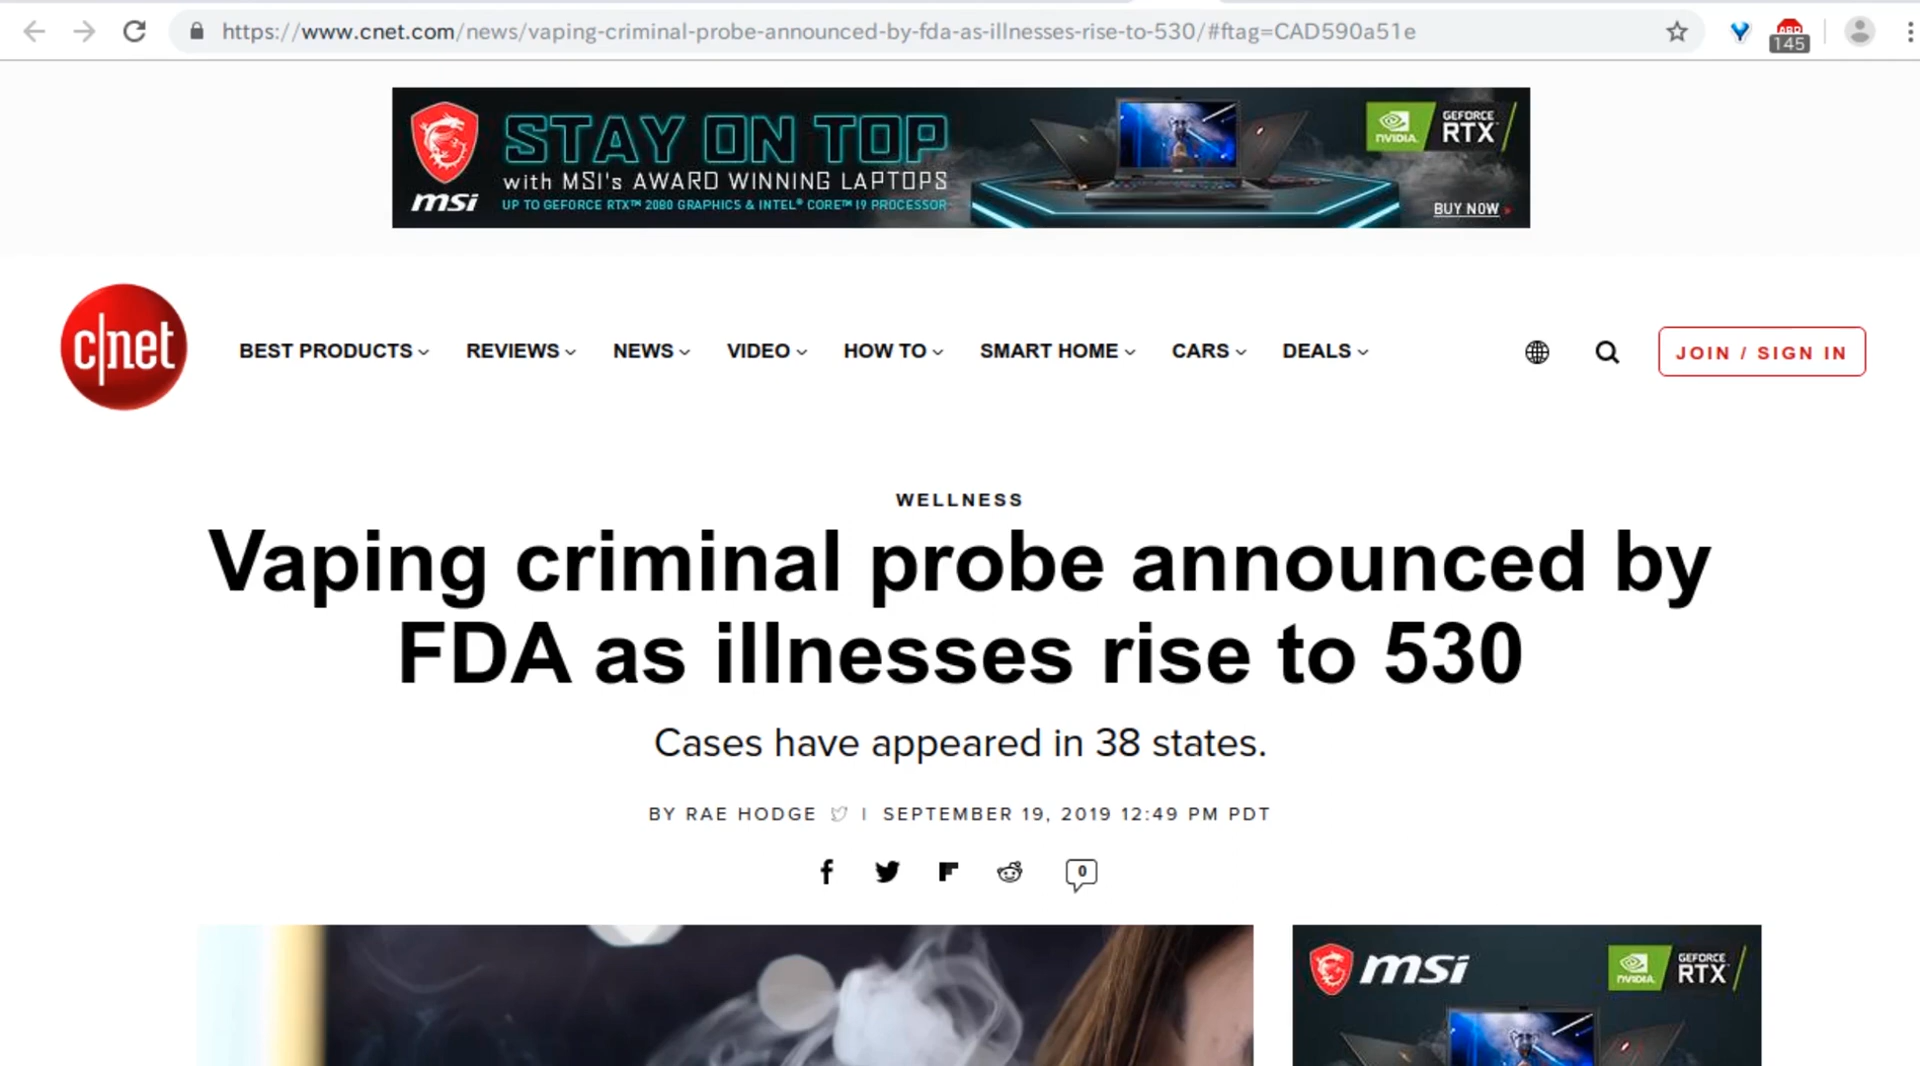 https://www.cnet.com/news/vaping-criminal-probe-announced-by-fda-as-illnesses-rise-to-530/#ftag=CAD590a51e
ABP
145
msi
STAY ON TOP
with MSI's AWARD WINNING LAPTOPS
UP TO GEFORCE RTX™ 2080 GRAPHICS & INTEL® CORE™ I9 PROCESSOR
NVIDIA.
GEFORCE
RTX
BUY NOW »
c|net
BEST PRODUCTS REVIEWS NEWS VIDEO HOW TO SMART HOME CARS DEALS
JOIN / SIGN IN
WELLNESS
Vaping criminal probe announced by
FDA as illnesses rise to 530
Cases have appeared in 38 states.
BY RAE HODGE | SEPTEMBER 19, 2019 12:49 PM PDT
0
msi
NVIDIA.
GEFORCE
RTX